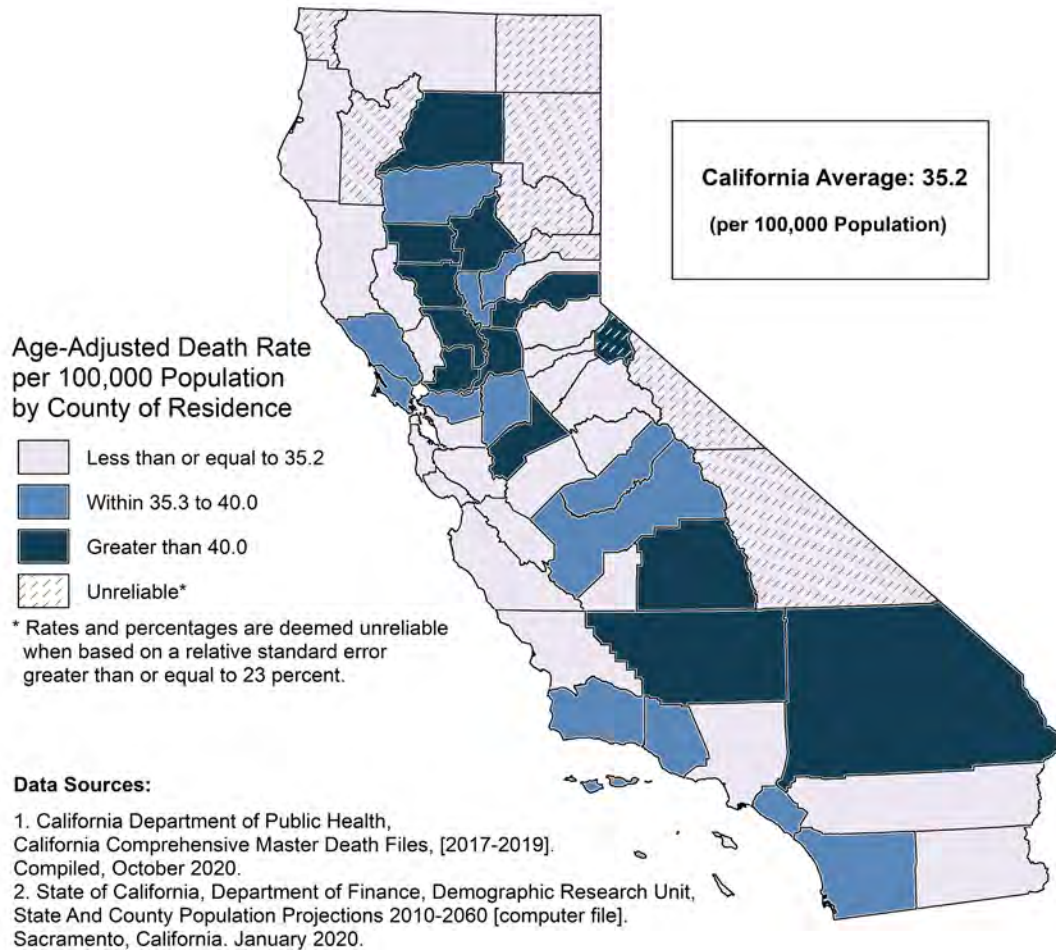 California Average: 35.2
(per 100,000 Population)
Age-Adjusted Death Rate
per 100,000 Population
by County of Residence
Less than or equal to 35.2
Within 35.3 to 40.0
Greater than 40.0
Unreliable*
* Rates and percentages are deemed unreliable
when based on a relative standard error
greater than or equal to 23 percent.
Data Sources:
1. California Department of Public Health,
California Comprehensive Master Death Files, [2017-2019].
Compiled, October 2020.
2. State of California, Department of Finance, Demographic Research Unit,
State And County Population Projections 2010-2060 [computer file].
Sacramento, California. January 2020.